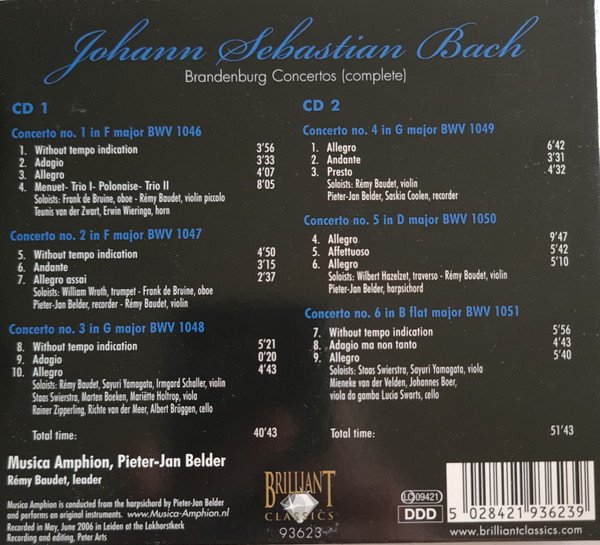 Johann Sebastian Bach
Brandenburg Concertos (complete)
CD 1
Concerto no. 1 in F major BWV 1046
1. Without tempo indication 3'56
2. Adagio 3'33
3. Allegro 4'07
4. Menuet- Trio I- Polonaise- Trio II 8'05
Soloists: Frank de Bruine, oboe - Rémy Baudet, violin piccolo
Teunis van der Zwart, Erwin Wieringa, horn
Concerto no. 2 in F major BWV 1047
5. Without tempo indication 4'50
6. Andante 3'15
7. Allegro assai 2'37
Soloists: William Wroth, trumpet - Frank de Bruine, oboe
Pieter-Jan Belder, recorder - Rémy Baudet, violin
Concerto no. 3 in G major BWV 1048
8. Without tempo indication 5'21
9. Adagio 0'20
10. Allegro 4'43
Soloists: Rémy Baudet, Sayuri Yamagata, Irmgard Schaller, violin
Staas Swierstra, Marten Boeken, Mariëtte Holtrop, viola
Rainer Zipperling, Richte van der Meer, Albert Brüggen, cello
Total time: 40'43
CD 2
Concerto no. 4 in G major BWV 1049
1. Allegro 6'42
2. Andante 3'31
3. Presto 4'32
Soloists: Rémy Baudet, violin
Pieter-Jan Belder, Saskia Coolen, recorder
Concerto no. 5 in D major BWV 1050
4. Allegro 9'47
5. Affettuoso 5'42
6. Allegro 5'10
Soloists: Wilbert Hazelzet, traverso - Rémy Baudet, violin
Pieter-Jan Belder, harpsichord
Concerto no. 6 in B flat major BWV 1051
7. Without tempo indication 5'56
8. Adagio ma non tanto 4'43
9. Allegro 5'40
Soloists: Staas Swierstra, Sayuri Yamagata, viola
Mieneke van der Velden, Johannes Boer,
viola da gamba Lucia Swarts, cello
Total time: 51'43
Musica Amphion, Pieter-Jan Belder
Rémy Baudet, leader
Musica Amphion is conducted from the harpsichord by Pieter-Jan Belder
and performs on original instruments. www.Musica-Amphion.nl
Recorded in May, June 2006 in Leiden at the Lokhorstkerk
Recording and editing, Peter Arts
BRILLIANT
CLASSICS
93623
LC 09421
DDD
5 028421 936239
www.brilliantclassics.com